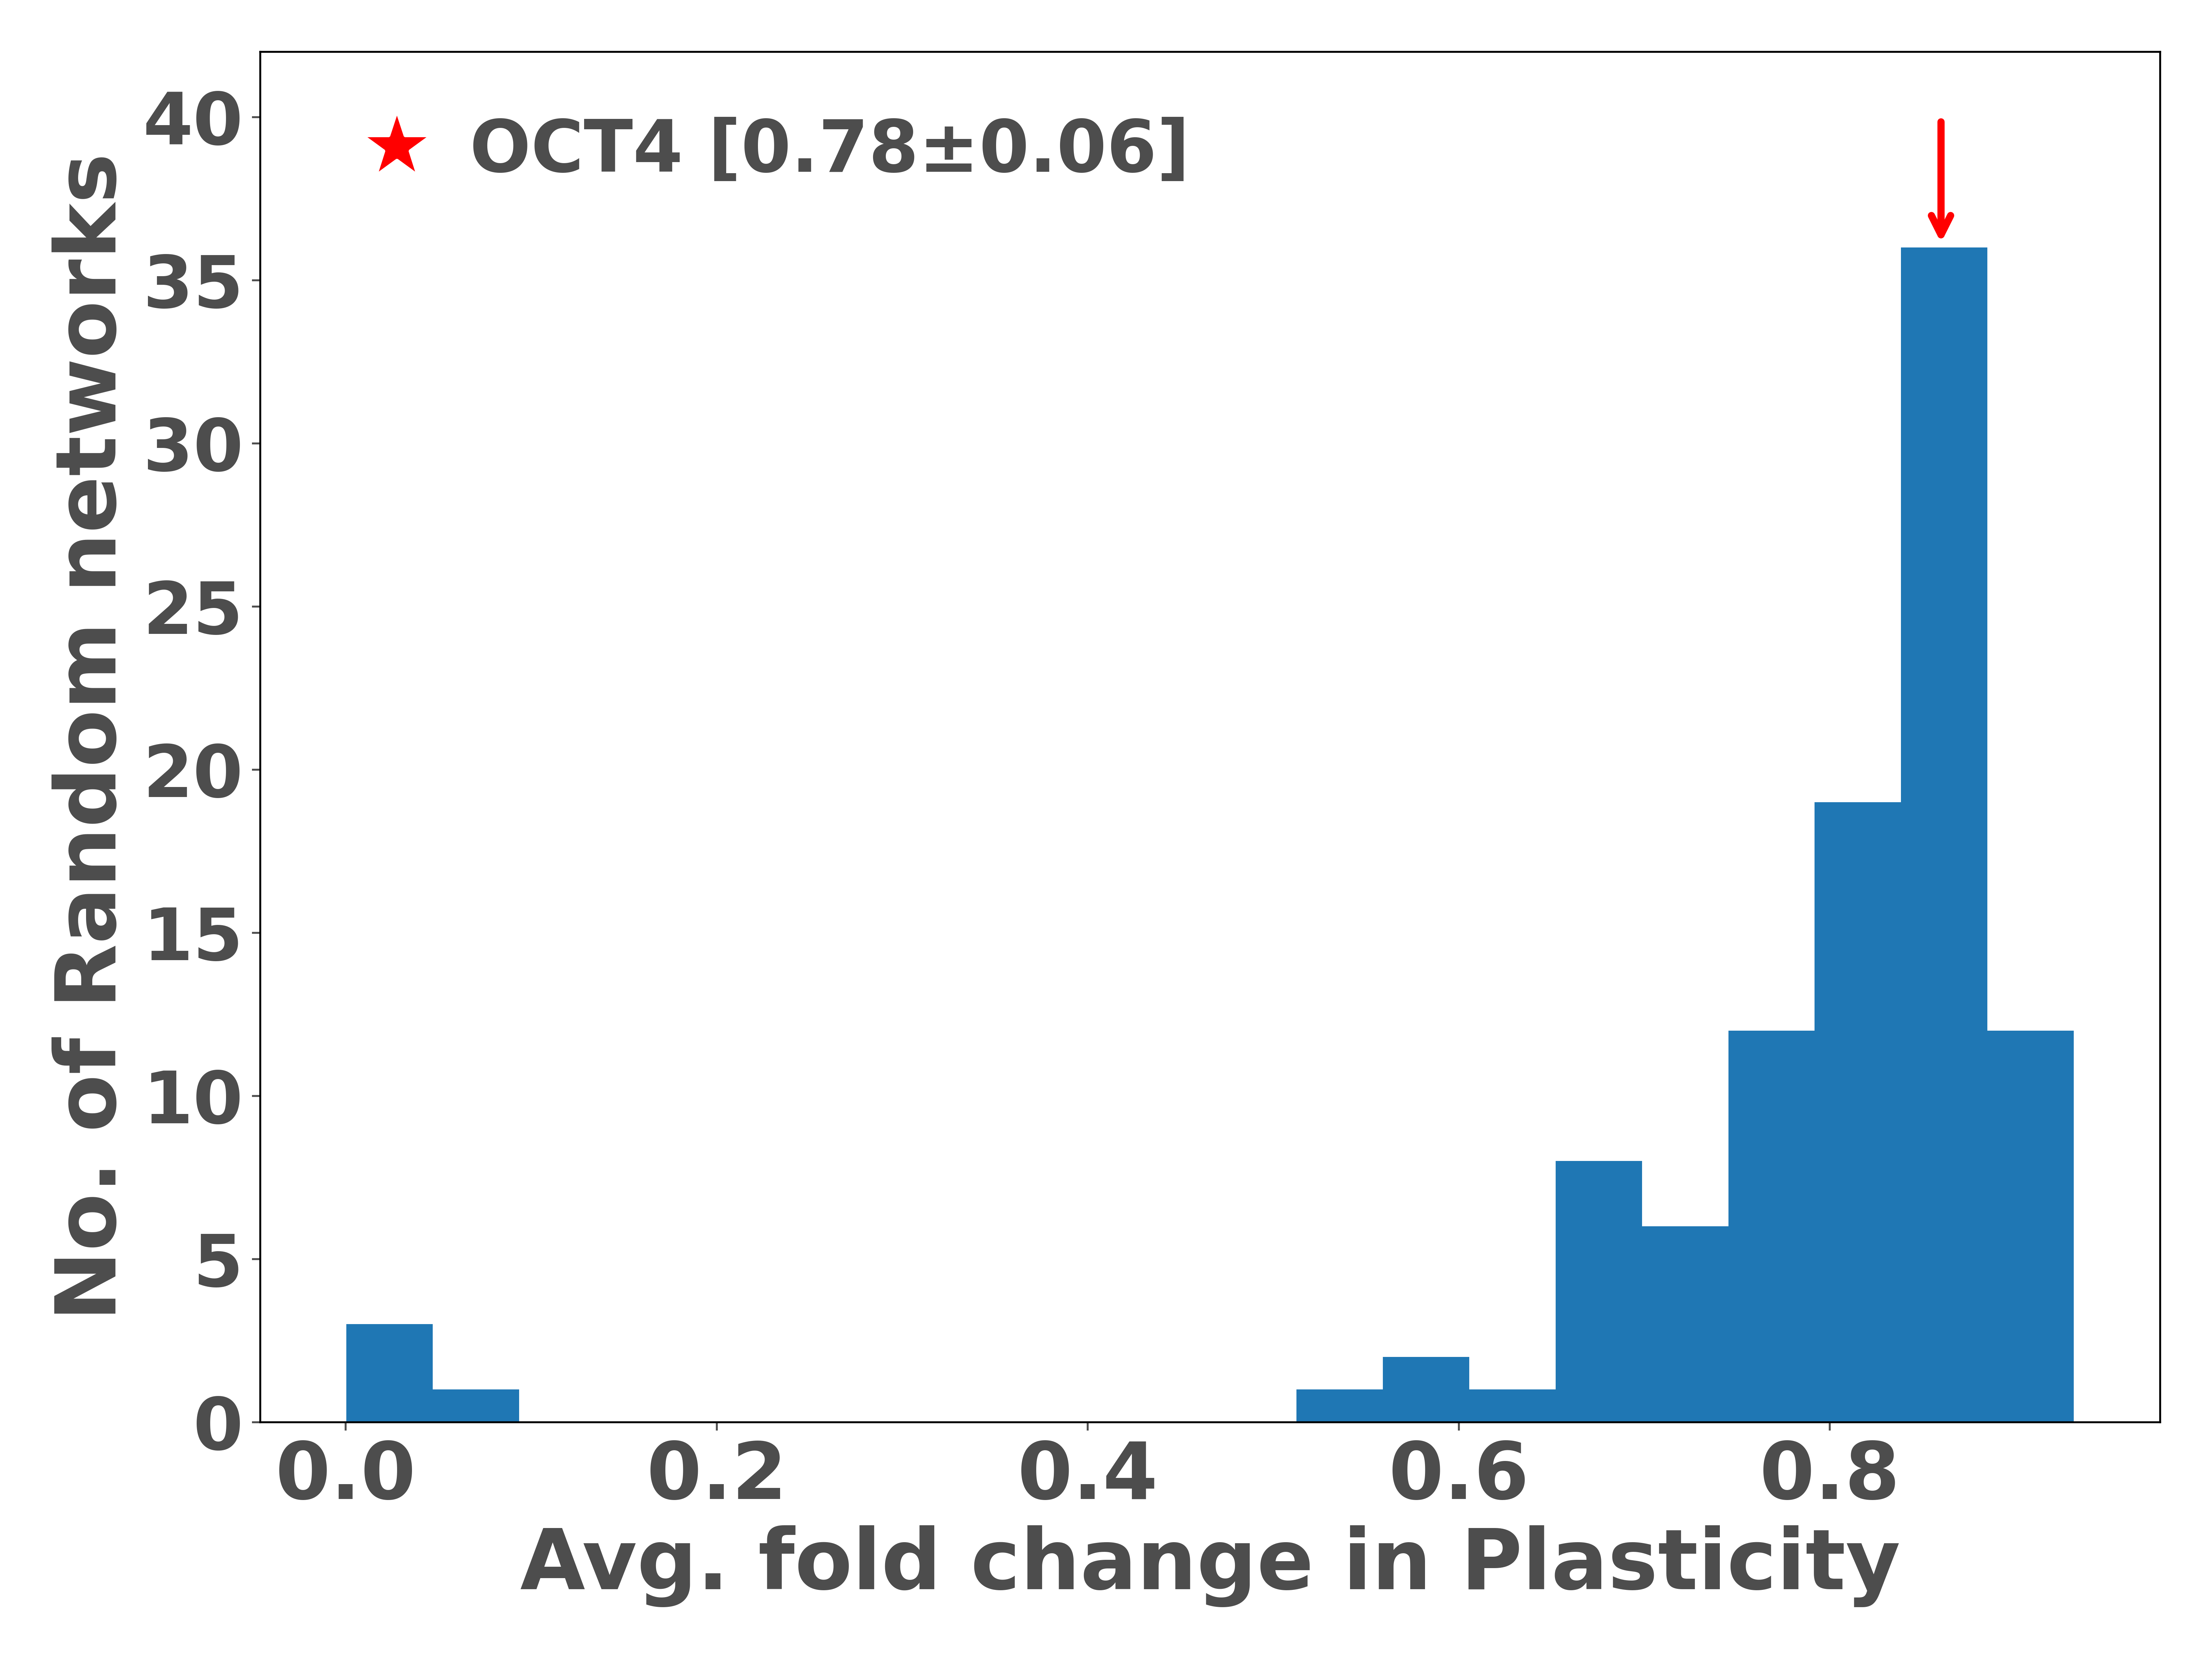 ★ OCT4 [0.78±0.06]
No. of Random networks
40
35
30
25
20
15
10
5
0
0.0 0.2 0.4 0.6 0.8
Avg. fold change in Plasticity